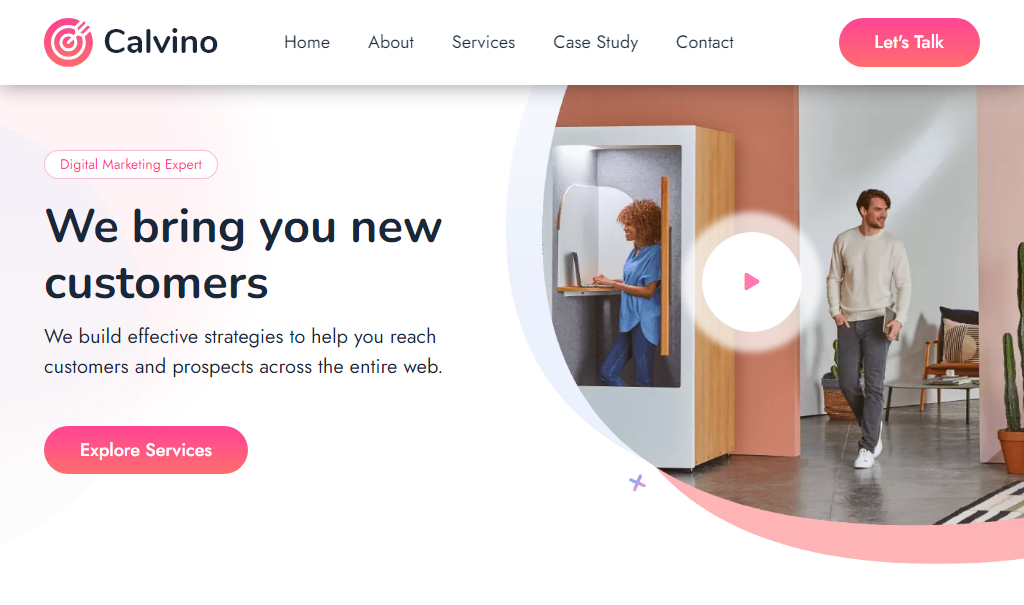 Calvino
Home About Services Case Study Contact
Let's Talk
Digital Marketing Expert
We bring you new
customers
We build effective strategies to help you reach
customers and prospects across the entire web.
Explore Services